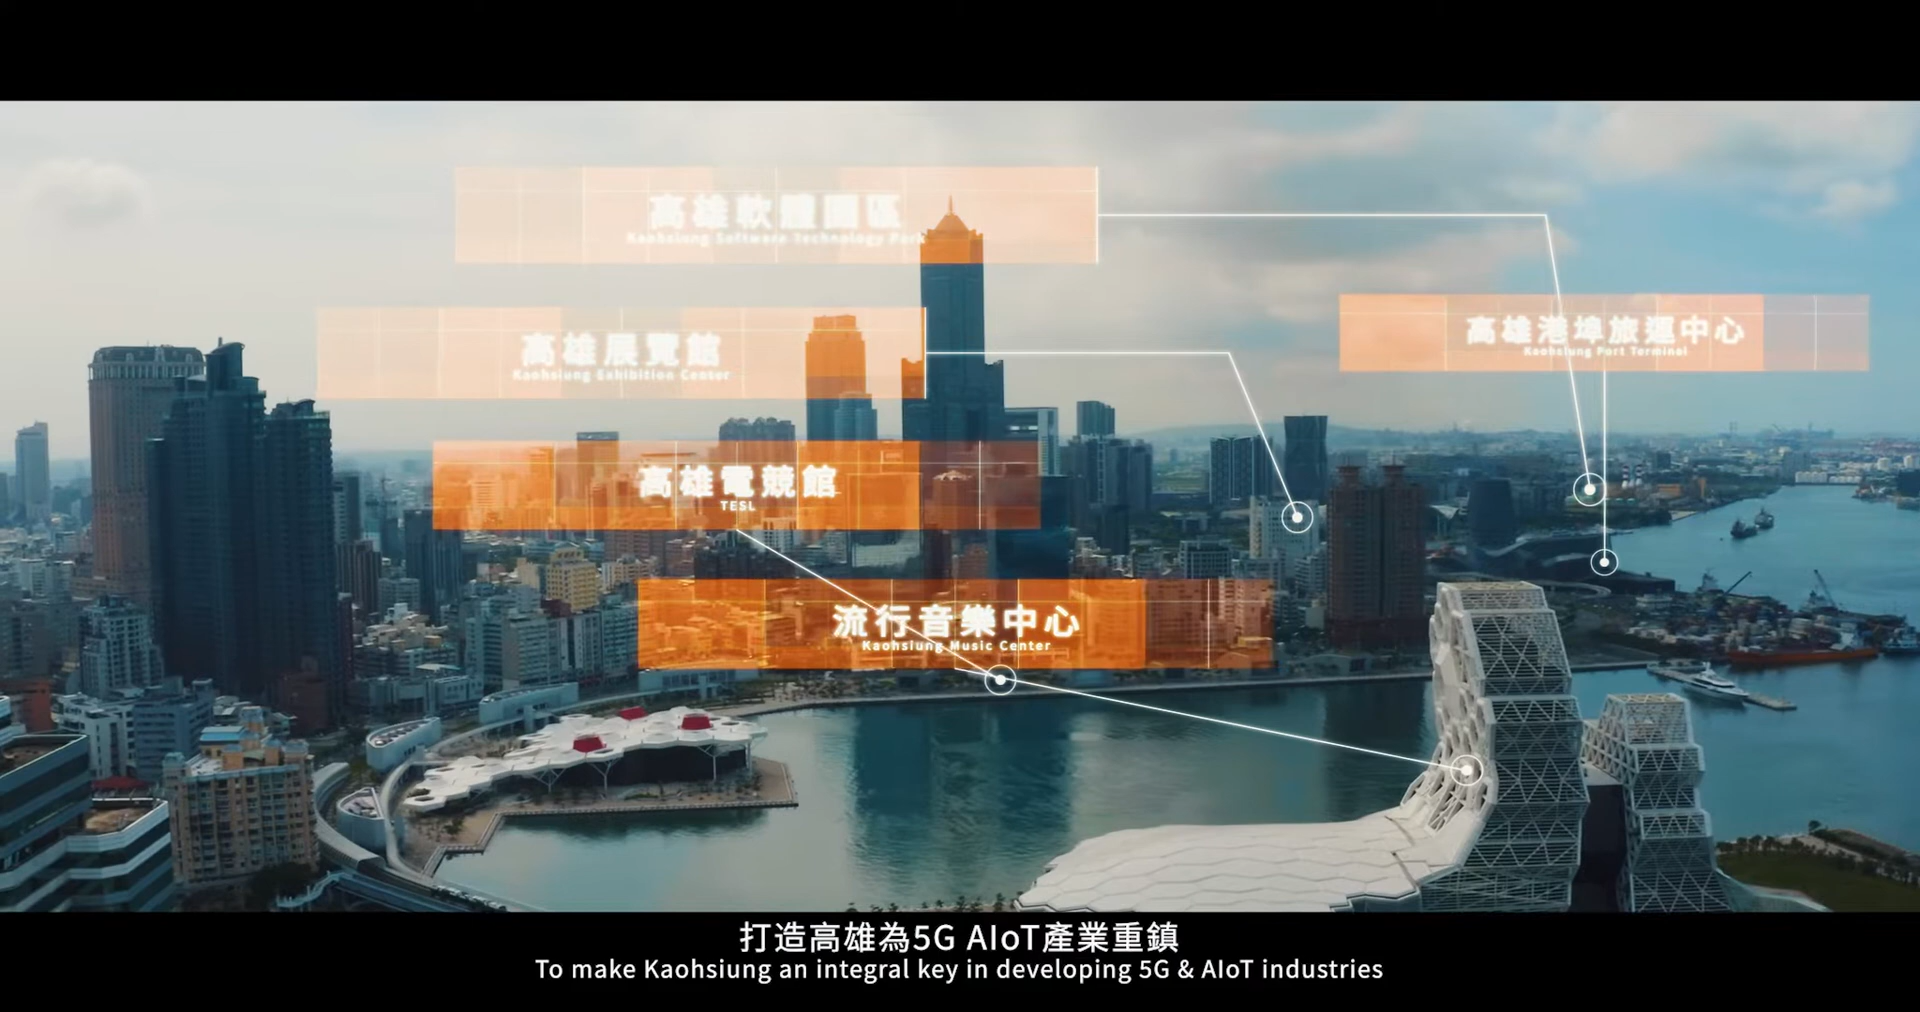 高雄軟體園區
Kaohsiung Software Technology Park
高雄港埠旅運中心
Kaohsiung Port Terminal
高雄展覽館
Kaohsiung Exhibition Center
高雄電競館
TESL
流行音樂中心
Kaohsiung Music Center
打造高雄為5G AIoT產業重鎮
To make Kaohsiung an integral key in developing 5G & AIoT industries